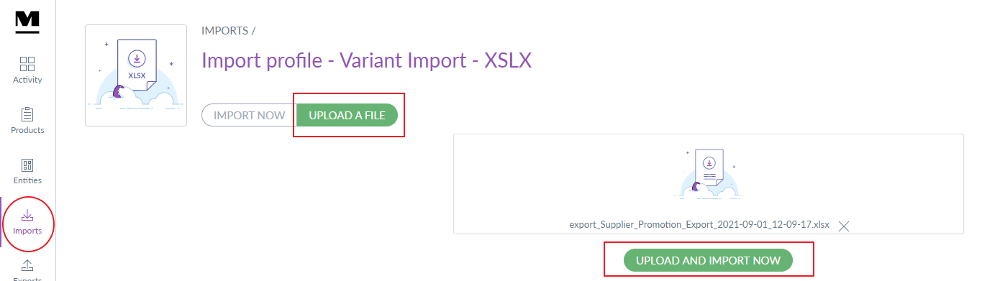 M
Activity
Products
Entities
Imports
Exports
XLSX
IMPORTS /
Import profile - Variant Import - XSLX
IMPORT NOW
UPLOAD A FILE
export_Supplier_Promotion_Export_2021-09-01_12-09-17.xlsx
UPLOAD AND IMPORT NOW